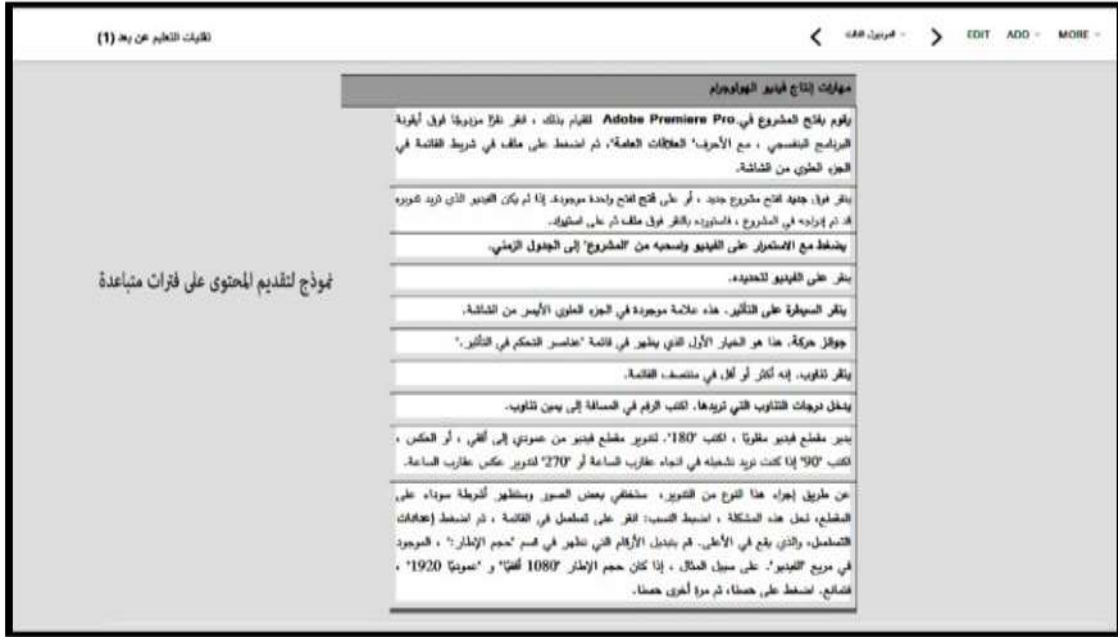 تقنيات التعليم عن بعد (1)
الموديول الثالث
EDIT ADD MORE
مهارات إنتاج فيديو الهولوجرام
يقوم بفتح المشروع في Adobe Premiere Pro. للقيام بذلك ، انقر نقرًا مزدوجًا فوق أيقونة
البرنامج البنفسجي ، مع الأحرف" العلاقات العامة"، ثم اضغط على ملف في شريط القائمة في
الجزء العلوي من الشاشة.
ينقر فوق جديد لفتح مشروع جديد ، أو على فتح لفتح واحدة موجودة. إذا لم يكن الفيديو الذي تريد تدويره
قد تم إدراجه في المشروع ، فاستورده بالنقر فوق ملف ثم على استيراد.
يضغط مع الاستمرار على الفيديو واسحبه من "المشروع" إلى الجدول الزمني.
ينقر على الفيديو لتحديده.
ينقر السيطرة على التأثير. هذه علامة موجودة في الجزء العلوي الأيسر من الشاشة.
جوائز حركة. هذا هو الخيار الأول الذي يظهر في قائمة "عناصر التحكم في التأثير."
ينقر تناوب. إنه أكثر أو أقل في منتصف القائمة.
يدخل درجات التناوب التي تريدها. اكتب الرقم في المسافة إلى يمين تناوب.
يدير مقطع فيديو مقلوبًا ، اكتب "180". لتدوير مقطع فيديو من عمودي إلى أفقي ، أو العكس ،
اكتب "90" إذا كنت تريد تشغيله في اتجاه عقارب الساعة أو "270" لتدوير عكس عقارب الساعة.
عن طريق إجراء هذا النوع من التدوير، ستختفي بعض الصور وستظهر أشرطة سوداء على
المقطع، لحل هذه المشكلة ، اضبط النسب: انقر على تسلسل في القائمة ، ثم اضغط إعدادات
التسلسل، والذي يقع في الأعلى. قم بتبديل الأرقام التي تظهر في قسم "حجم الإطار:" ، الموجود
في مربع "الفيديو". على سبيل المثال ، إذا كان حجم الإطار "1080 أفقيًا" و "عموديًا 1920" ،
اضغط على حسنا، ثم مرة أخرى حسنا.
نموذج لتقديم المحتوى على فترات متباعدة